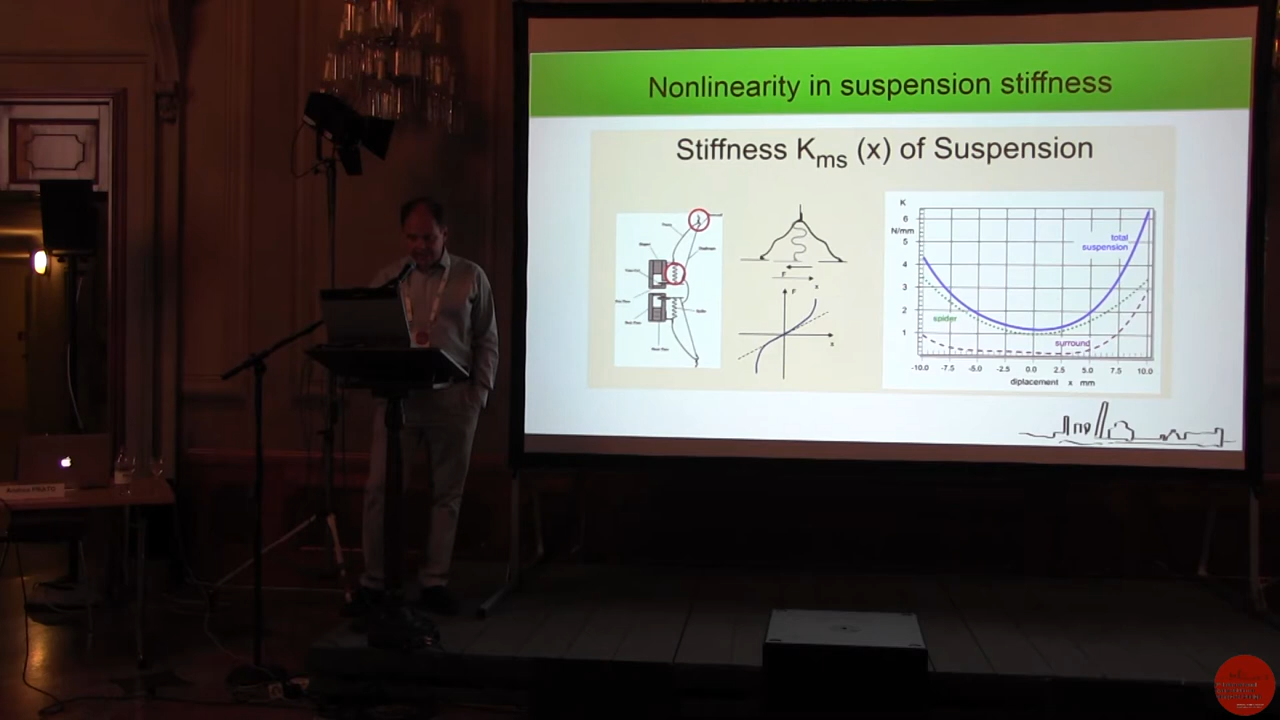 Nonlinearity in suspension stiffness
Stiffness Kms (x) of Suspension
K
N/mm
6
5
4
3
2
1
total
suspension
spider
surround
-10.0 -7.5 -5.0 -2.5 0.0 2.5 5.0 7.5 10.0
diplacement x mm
F
x
F
x